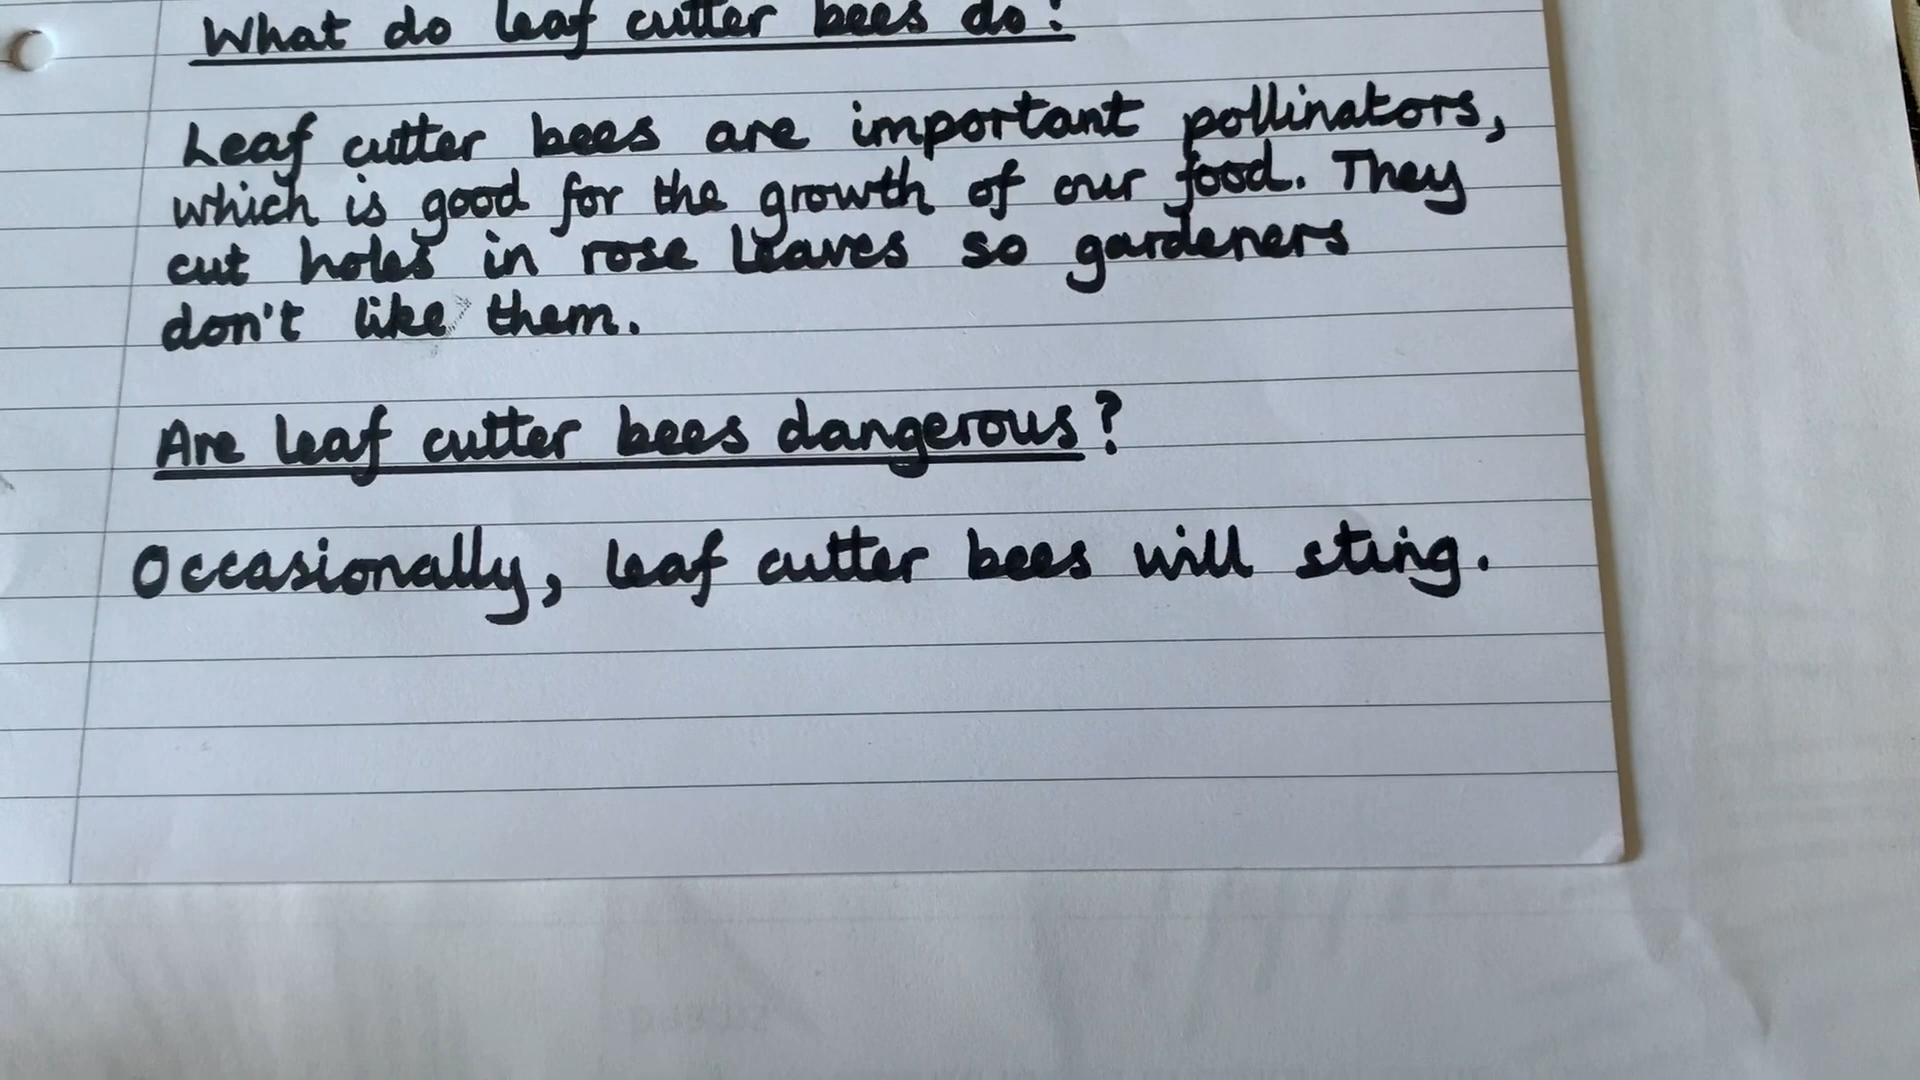 What do leaf cutter bees do?
Leaf cutter bees are important pollinators,
which is good for the growth of our food. They
cut holes in rose leaves so gardeners
don't like them.
Are leaf cutter bees dangerous?
Occasionally, leaf cutter bees will sting.